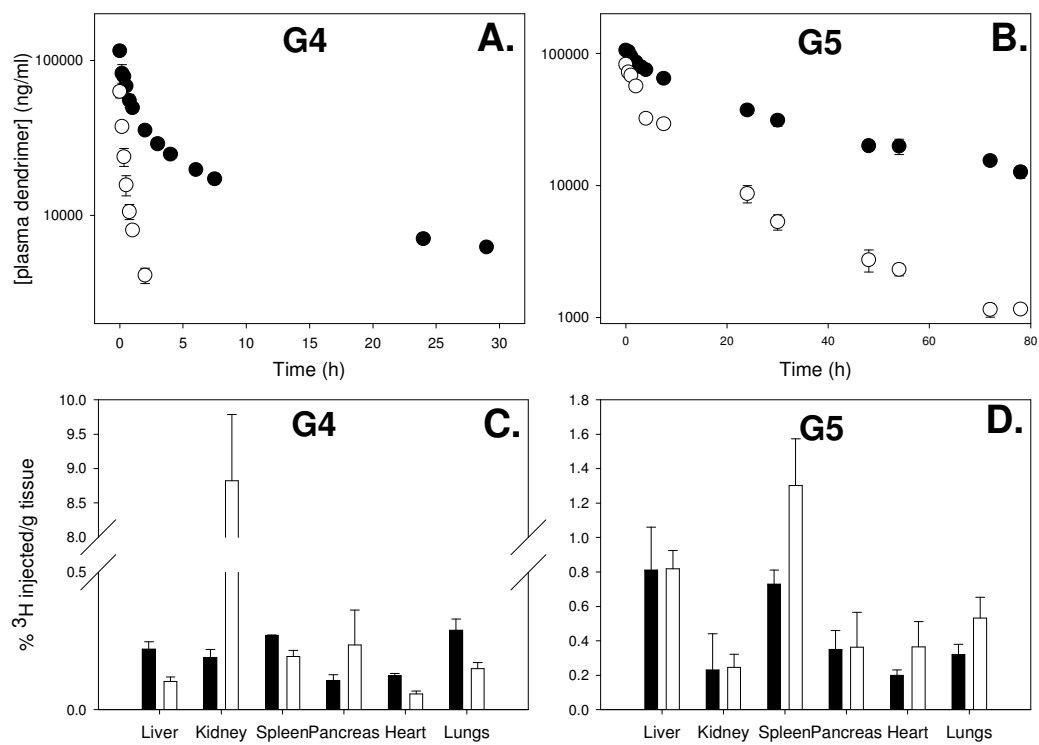 G4
A.
[plasma dendrimer] (ng/ml)
100000
10000
0 5 10 15 20 25 30
Time (h)
G5
B.
100000
10000
1000
0 20 40 60 80
Time (h)
G4
C.
% ³H injected/g tissue
10.0
9.5
9.0
8.5
8.0
0.5
0.0
Liver Kidney Spleen Pancreas Heart Lungs
G5
D.
1.8
1.6
1.4
1.2
1.0
0.8
0.6
0.4
0.2
0.0
Liver Kidney Spleen Pancreas Heart Lungs